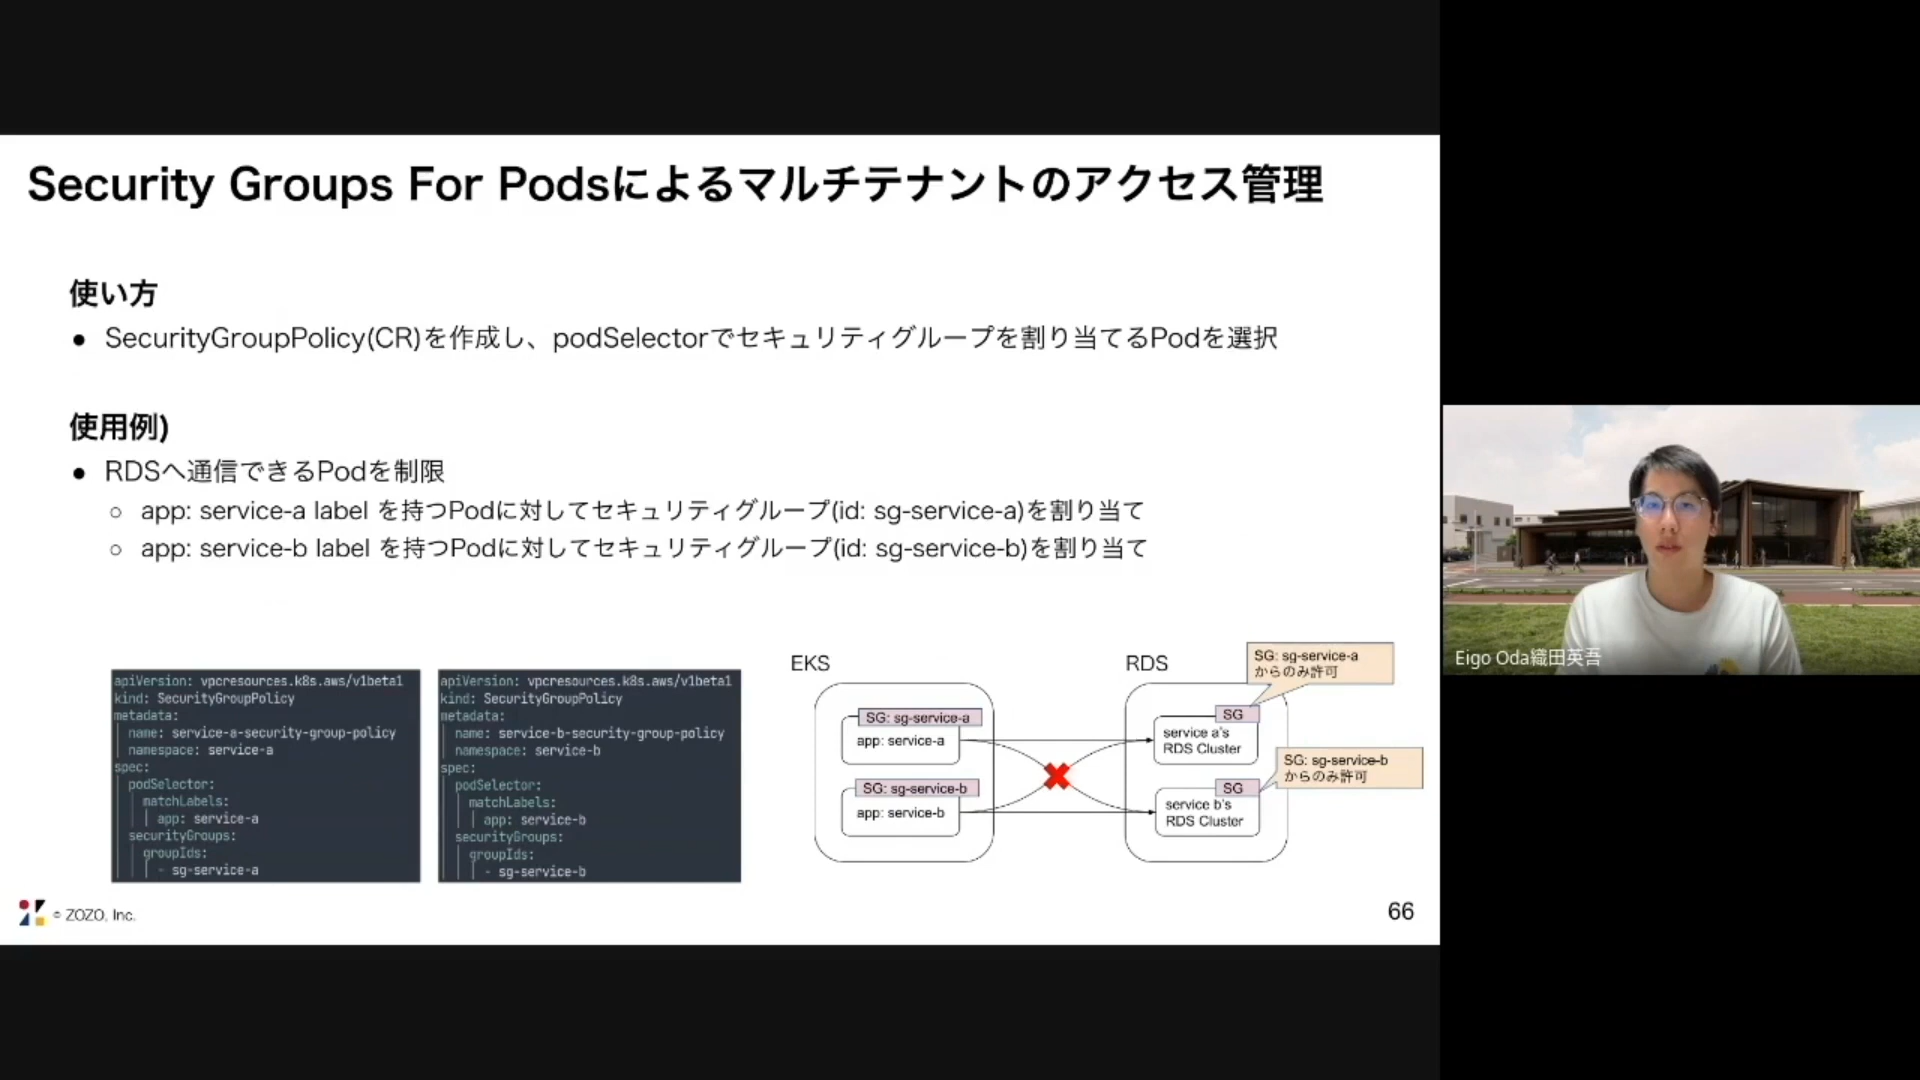 Security Groups For Podsによるマルチテナントのアクセス管理
使い方
● SecurityGroupPolicy(CR)を作成し、podSelectorでセキュリティグループを割り当てるPodを選択
使用例)
● RDSへ通信できるPodを制限
○ app: service-a label を持つPodに対してセキュリティグループ(id: sg-service-a)を割り当て
○ app: service-b label を持つPodに対してセキュリティグループ(id: sg-service-b)を割り当て
apiVersion: vpcresources.k8s.aws/v1beta1
kind: SecurityGroupPolicy
metadata:
  name: service-a-security-group-policy
  namespace: service-a
spec:
  podSelector:
    matchLabels:
      app: service-a
  securityGroups:
    groupIds:
      - sg-service-a
apiVersion: vpcresources.k8s.aws/v1beta1
kind: SecurityGroupPolicy
metadata:
  name: service-b-security-group-policy
  namespace: service-b
spec:
  podSelector:
    matchLabels:
      app: service-b
  securityGroups:
    groupIds:
      - sg-service-b
EKS
SG: sg-service-a
app: service-a
SG: sg-service-b
app: service-b
RDS
SG: sg-service-a
からのみ許可
SG
service a's
RDS Cluster
SG: sg-service-b
からのみ許可
SG
service b's
RDS Cluster
© ZOZO, Inc.
66
Eigo Oda織田英吾